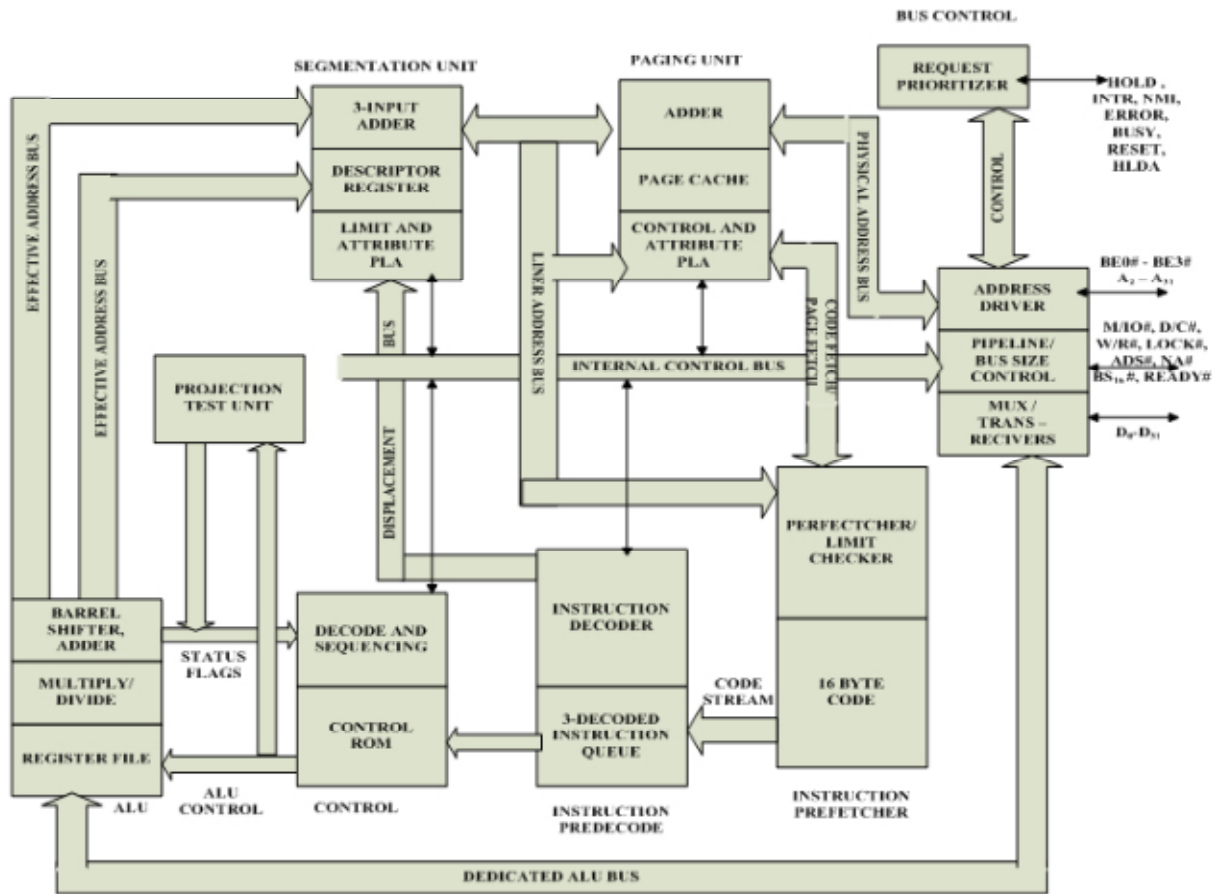 BUS CONTROL
SEGMENTATION UNIT
PAGING UNIT
REQUEST
PRIORITIZER
HOLD ,
INTR, NMI,
ERROR,
BUSY,
RESET,
HLDA
3-INPUT
ADDER
DESCRIPTOR
REGISTER
LIMIT AND
ATTRIBUTE
PLA
ADDER
PAGE CACHE
CONTROL AND
ATTRIBUTE
PLA
EFFECTIVE ADDRESS BUS
EFFECTIVE ADDRESS BUS
PHYSICAL ADDRESS BUS
CONTROL
LINER ADDRESS BUS
CODE FETCH/
PAGE FETCH
BUS
DISPLACEMENT
ADDRESS
DRIVER
PIPELINE/
BUS SIZE
CONTROL
MUX /
TRANS –
RECIVERS
BE0# - BE3#
A₂ – A₃₁
M/IO#, D/C#,
W/R#, LOCK#,
ADS#, NA#
BS₁₆ #, READY#
D₀-D₃₁
INTERNAL CONTROL BUS
PROJECTION
TEST UNIT
PERFECTCHER/
LIMIT
CHECKER
16 BYTE
CODE
INSTRUCTION
DECODER
3-DECODED
INSTRUCTION
QUEUE
CODE
STREAM
BARREL
SHIFTER,
ADDER
MULTIPLY/
DIVIDE
REGISTER FILE
STATUS
FLAGS
DECODE AND
SEQUENCING
CONTROL
ROM
ALU
ALU
CONTROL
CONTROL
INSTRUCTION
PREDECODE
INSTRUCTION
PREFETCHER
DEDICATED ALU BUS